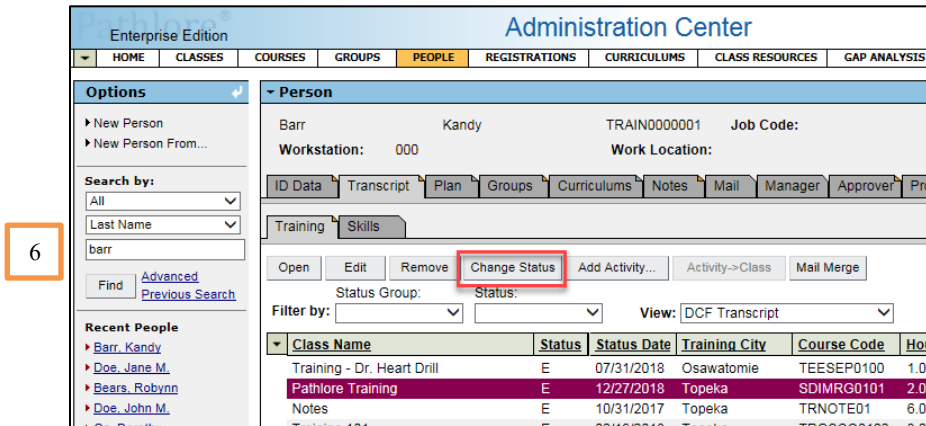 Pathlore®
Enterprise Edition
Administration Center
HOME CLASSES COURSES GROUPS PEOPLE REGISTRATIONS CURRICULUMS CLASS RESOURCES GAP ANALYSIS
Options
New Person
New Person From...
Search by:
All
Last Name
barr
Find Advanced
Previous Search
Recent People
Barr, Kandy
Doe, Jane M.
Bears, Robynn
Doe, John M.
6
Person
Barr Kandy TRAIN0000001 Job Code:
Workstation: 000 Work Location:
ID Data Transcript Plan Groups Curriculums Notes Mail Manager Approver
Training Skills
Open Edit Remove Change Status Add Activity... Activity->Class Mail Merge
Status Group: Status:
Filter by: View: DCF Transcript
Class Name Status Status Date Training City Course Code
Training - Dr. Heart Drill E 07/31/2018 Osawatomie TEESEP0100 1.0
Pathlore Training E 12/27/2018 Topeka SDIMRG0101 2.0
Notes E 10/31/2017 Topeka TRNOTE01 6.0